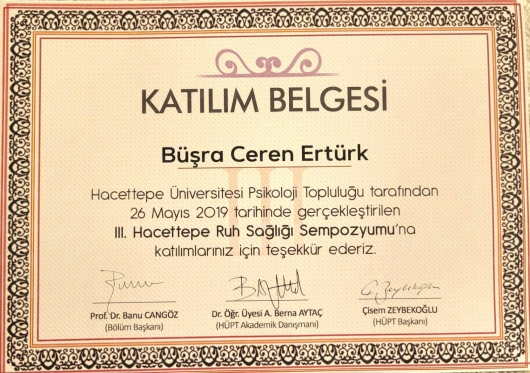 KATILIM BELGESİ
Büşra Ceren Ertürk
Hacettepe Üniversitesi Psikoloji Topluluğu tarafından
26 Mayıs 2019 tarihinde gerçekleştirilen
III. Hacettepe Ruh Sağlığı Sempozyumu'na
katılımlarınız için teşekkür ederiz.
Prof. Dr. Banu CANGÖZ
(Bölüm Başkanı)
Dr. Öğr. Üyesi A. Berna AYTAÇ
(HÜPT Akademik Danışmanı)
Çisem ZEYBEKOĞLU
(HÜPT Başkanı)